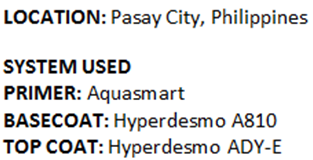 LOCATION: Pasay City, Philippines
SYSTEM USED
PRIMER: Aquasmart
BASECOAT: Hyperdesmo A810
TOP COAT: Hyperdesmo ADY-E